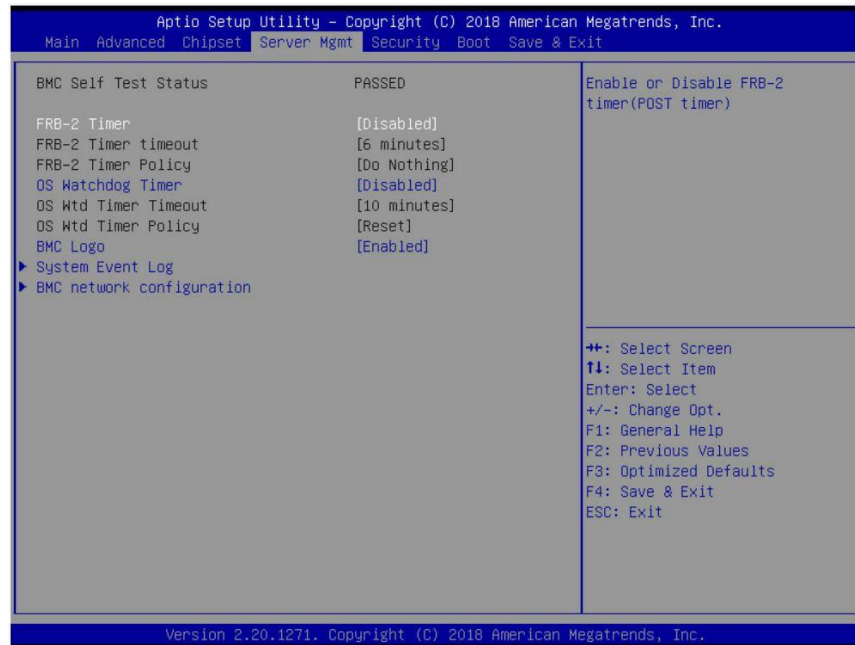 Aptio Setup Utility – Copyright (C) 2018 American Megatrends, Inc.
Main Advanced Chipset Server Mgmt Security Boot Save & Exit
BMC Self Test Status PASSED
FRB-2 Timer [Disabled]
FRB-2 Timer timeout [6 minutes]
FRB-2 Timer Policy [Do Nothing]
OS Watchdog Timer [Disabled]
OS Wtd Timer Timeout [10 minutes]
OS Wtd Timer Policy [Reset]
BMC Logo [Enabled]
▶ System Event Log
▶ BMC network configuration
Enable or Disable FRB-2
timer(POST timer)
→←: Select Screen
↑↓: Select Item
Enter: Select
+/-: Change Opt.
F1: General Help
F2: Previous Values
F3: Optimized Defaults
F4: Save & Exit
ESC: Exit
Version 2.20.1271. Copyright (C) 2018 American Megatrends, Inc.